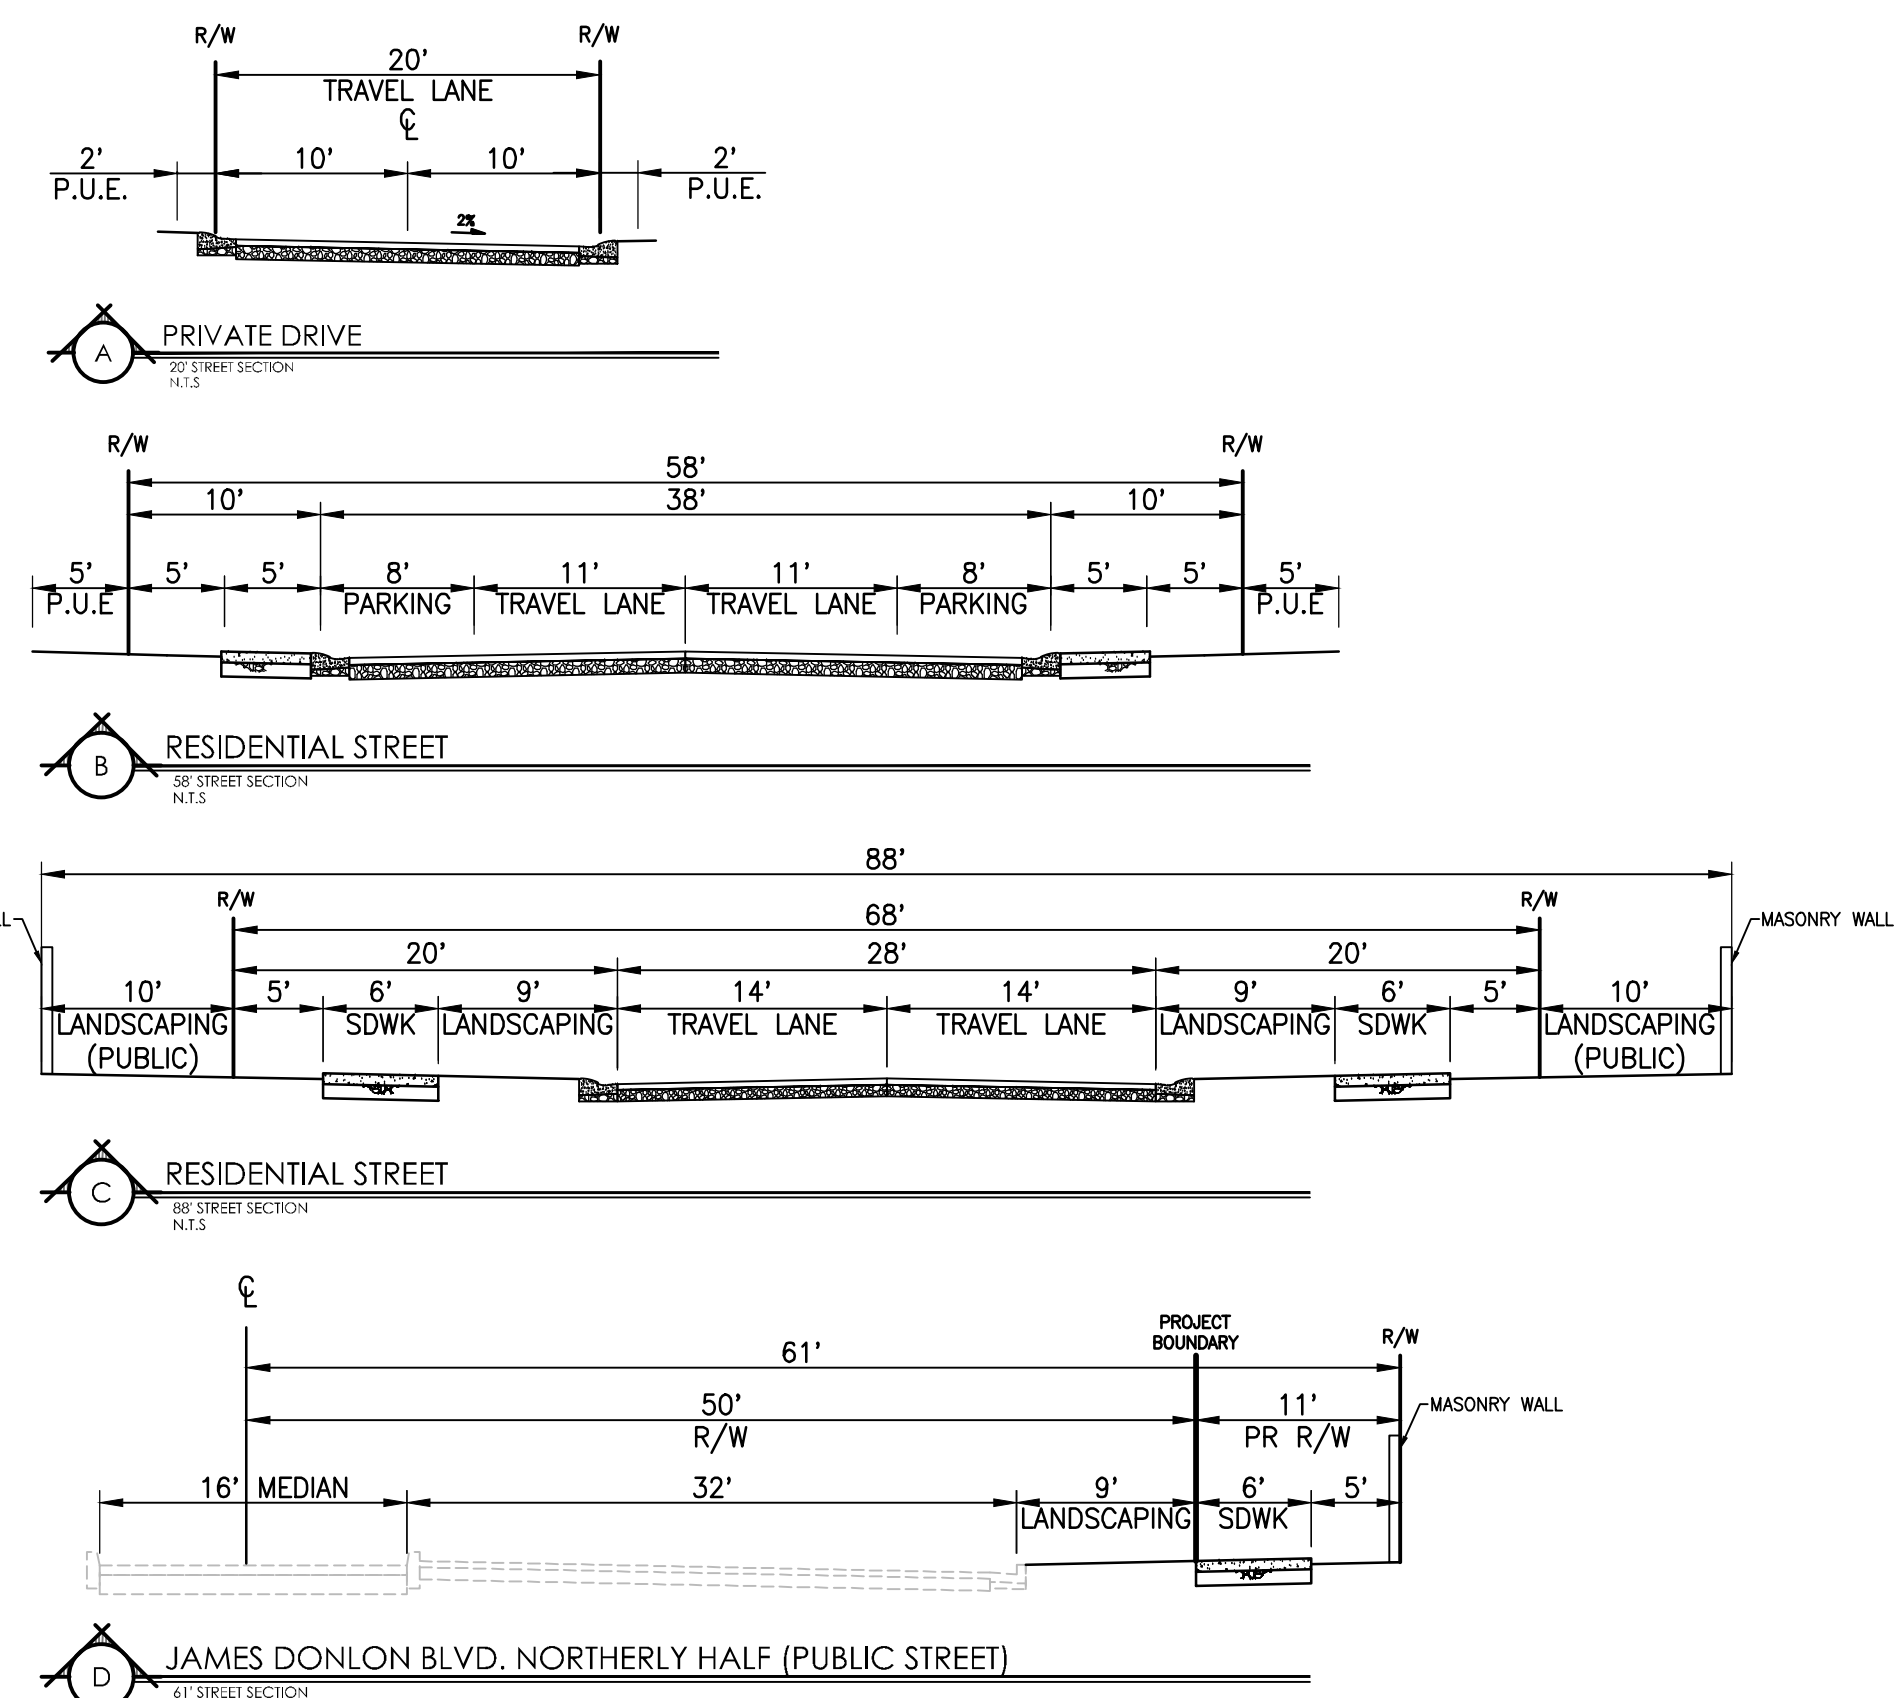 R/W R/W
20'
TRAVEL LANE
℄
2' 10' 10' 2'
P.U.E. P.U.E.
2%
A PRIVATE DRIVE
20' STREET SECTION
N.T.S
R/W R/W
58'
10' 38' 10'
5' 5' 5' 8' 11' 11' 8' 5' 5' 5'
P.U.E PARKING TRAVEL LANE TRAVEL LANE PARKING P.U.E
B RESIDENTIAL STREET
58' STREET SECTION
N.T.S
88'
R/W R/W
68'
MASONRY WALL
20' 28' 20'
10' 5' 6' 9' 14' 14' 9' 6' 5' 10'
LANDSCAPING SDWK LANDSCAPING TRAVEL LANE TRAVEL LANE LANDSCAPING SDWK LANDSCAPING
(PUBLIC) (PUBLIC)
C RESIDENTIAL STREET
88' STREET SECTION
N.T.S
℄
PROJECT
BOUNDARY
R/W
61'
50' 11'
R/W PR R/W
MASONRY WALL
16' MEDIAN 32' 9' 6' 5'
LANDSCAPING SDWK
D JAMES DONLON BLVD. NORTHERLY HALF (PUBLIC STREET)
61' STREET SECTION